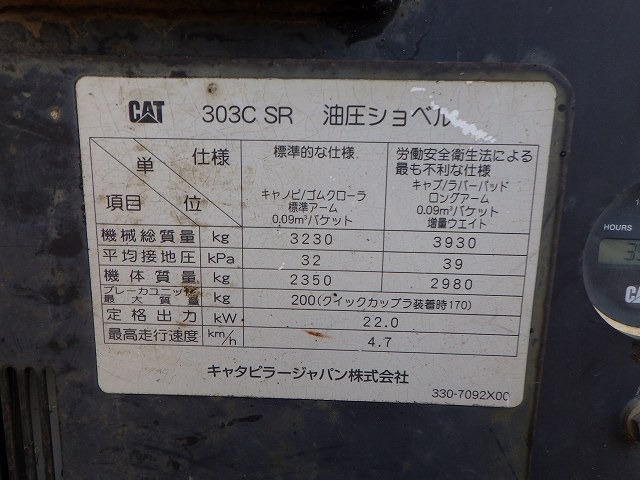 CAT 303C SR 油圧ショベル
単 仕様 標準的な仕様 労働安全衛生法による
最も不利な仕様
項目 位 キャノピ/ゴムクローラ
標準アーム
0.09m³バケット
キャブ/ラバーパッド
ロングアーム
0.09m³バケット
増量ウエイト
機械総質量 kg 3230 3930
平均接地圧 kPa 32 39
機体質量 kg 2350 2980
ブレーカユニット
最大質量 kg 200(クイックカップラ装着時170)
定格出力 kW 22.0
最高走行速度 km/h 4.7
キャタピラージャパン株式会社
330-7092X00
HOURS